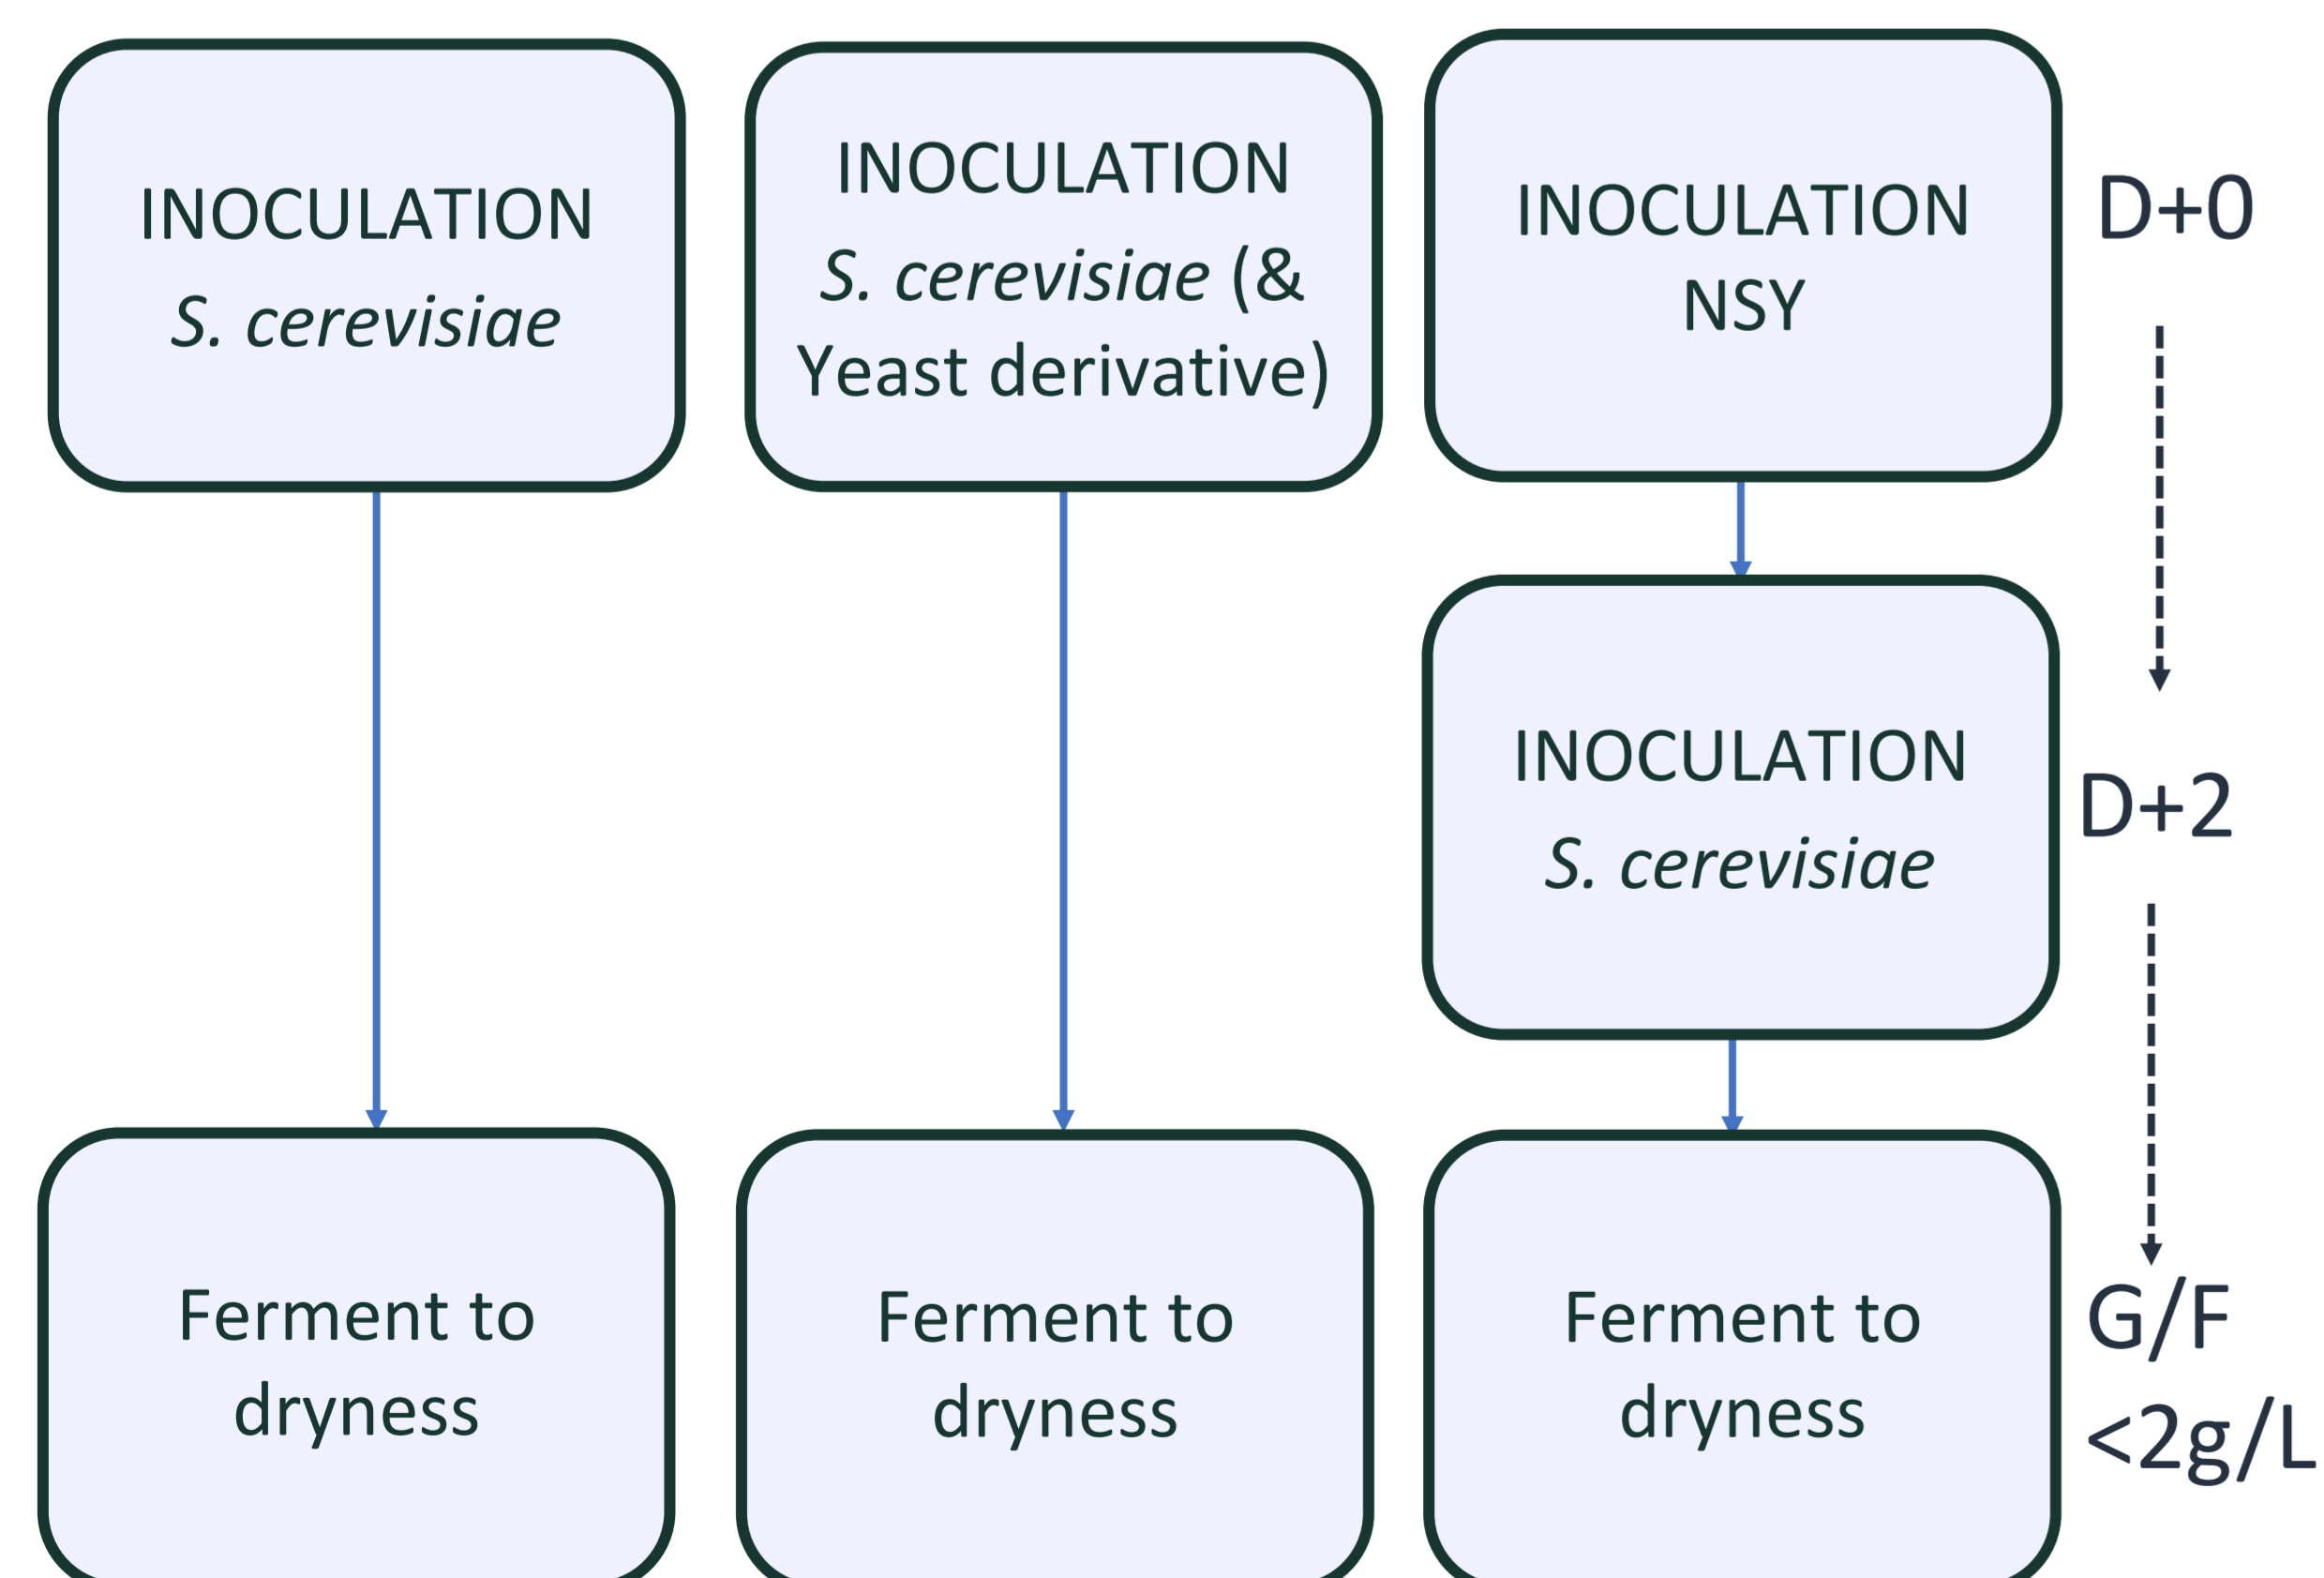 INOCULATION
S. cerevisiae
INOCULATION
S. cerevisiae (&
Yeast derivative)
INOCULATION
NSY
D+0
INOCULATION
S. cerevisiae
D+2
Ferment to
dryness
Ferment to
dryness
Ferment to
dryness
G/F
<2g/L